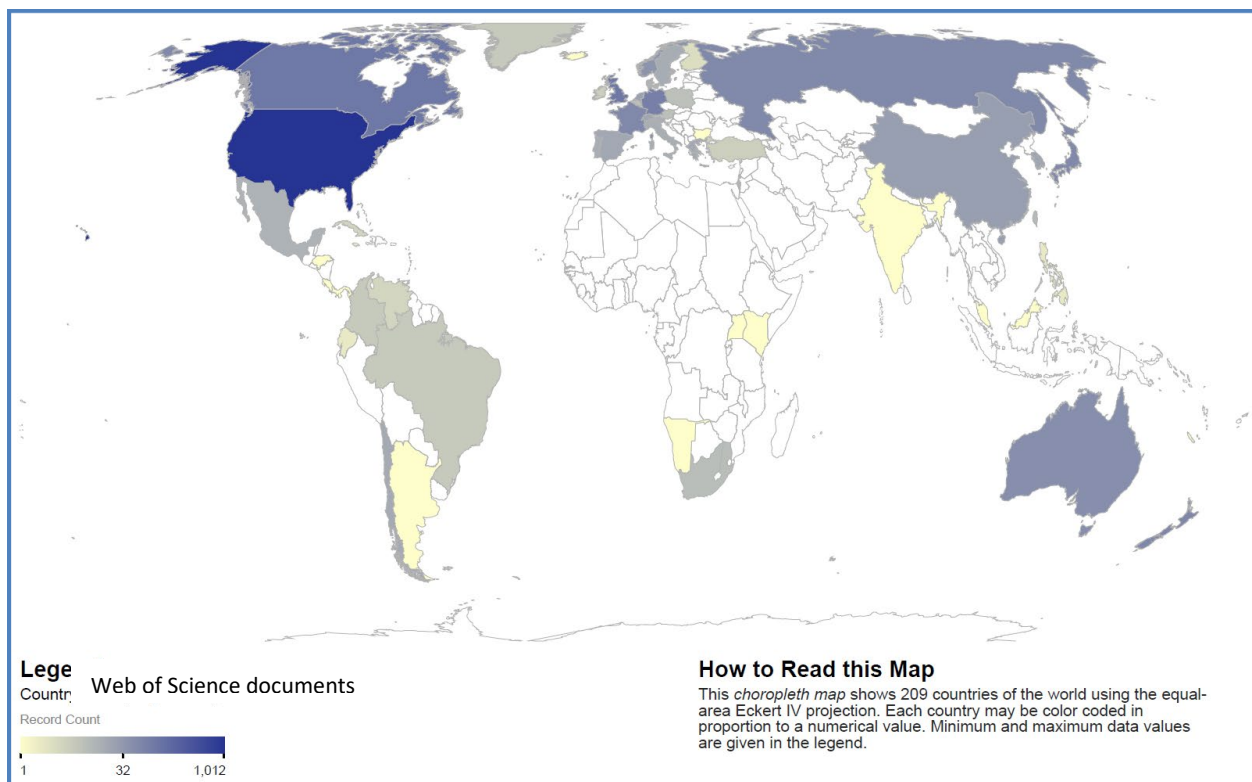 Lege
Country
Web of Science documents
Record Count
1 32 1,012
How to Read this Map
This choropleth map shows 209 countries of the world using the equal-
area Eckert IV projection. Each country may be color coded in
proportion to a numerical value. Minimum and maximum data values
are given in the legend.